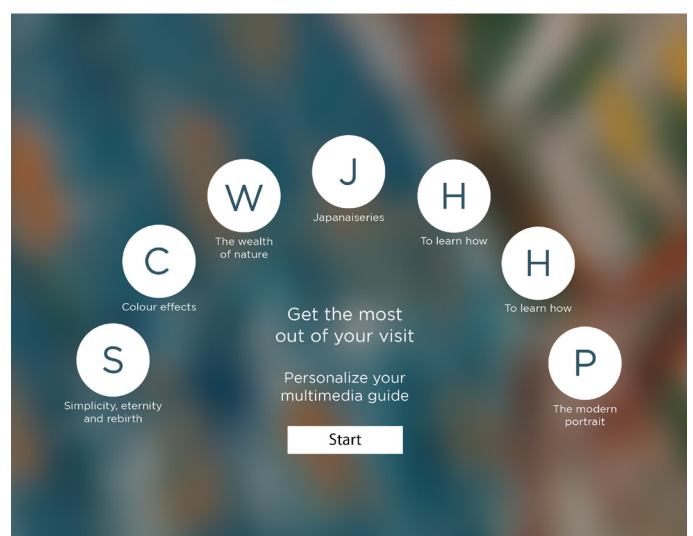 S
Simplicity, eternity
and rebirth
C
Colour effects
W
The wealth
of nature
J
Japanaiseries
H
To learn how
H
To learn how
P
The modern
portrait
Get the most
out of your visit
Personalize your
multimedia guide
Start